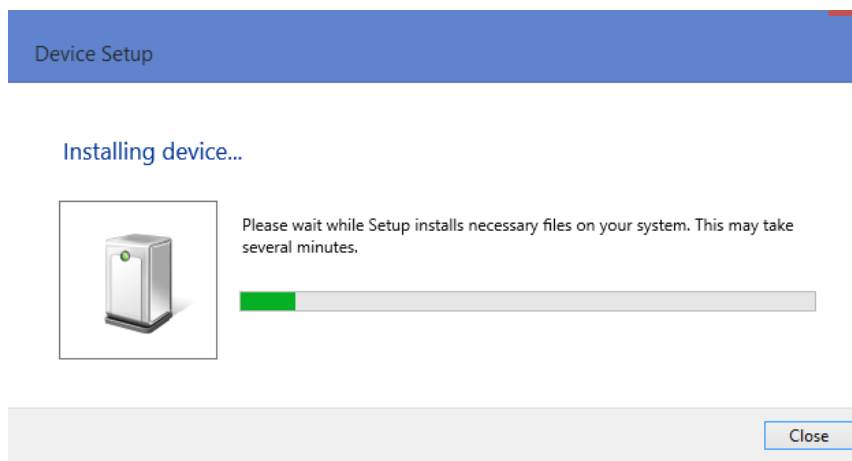 Device Setup
Installing device...
Please wait while Setup installs necessary files on your system. This may take
several minutes.
Close